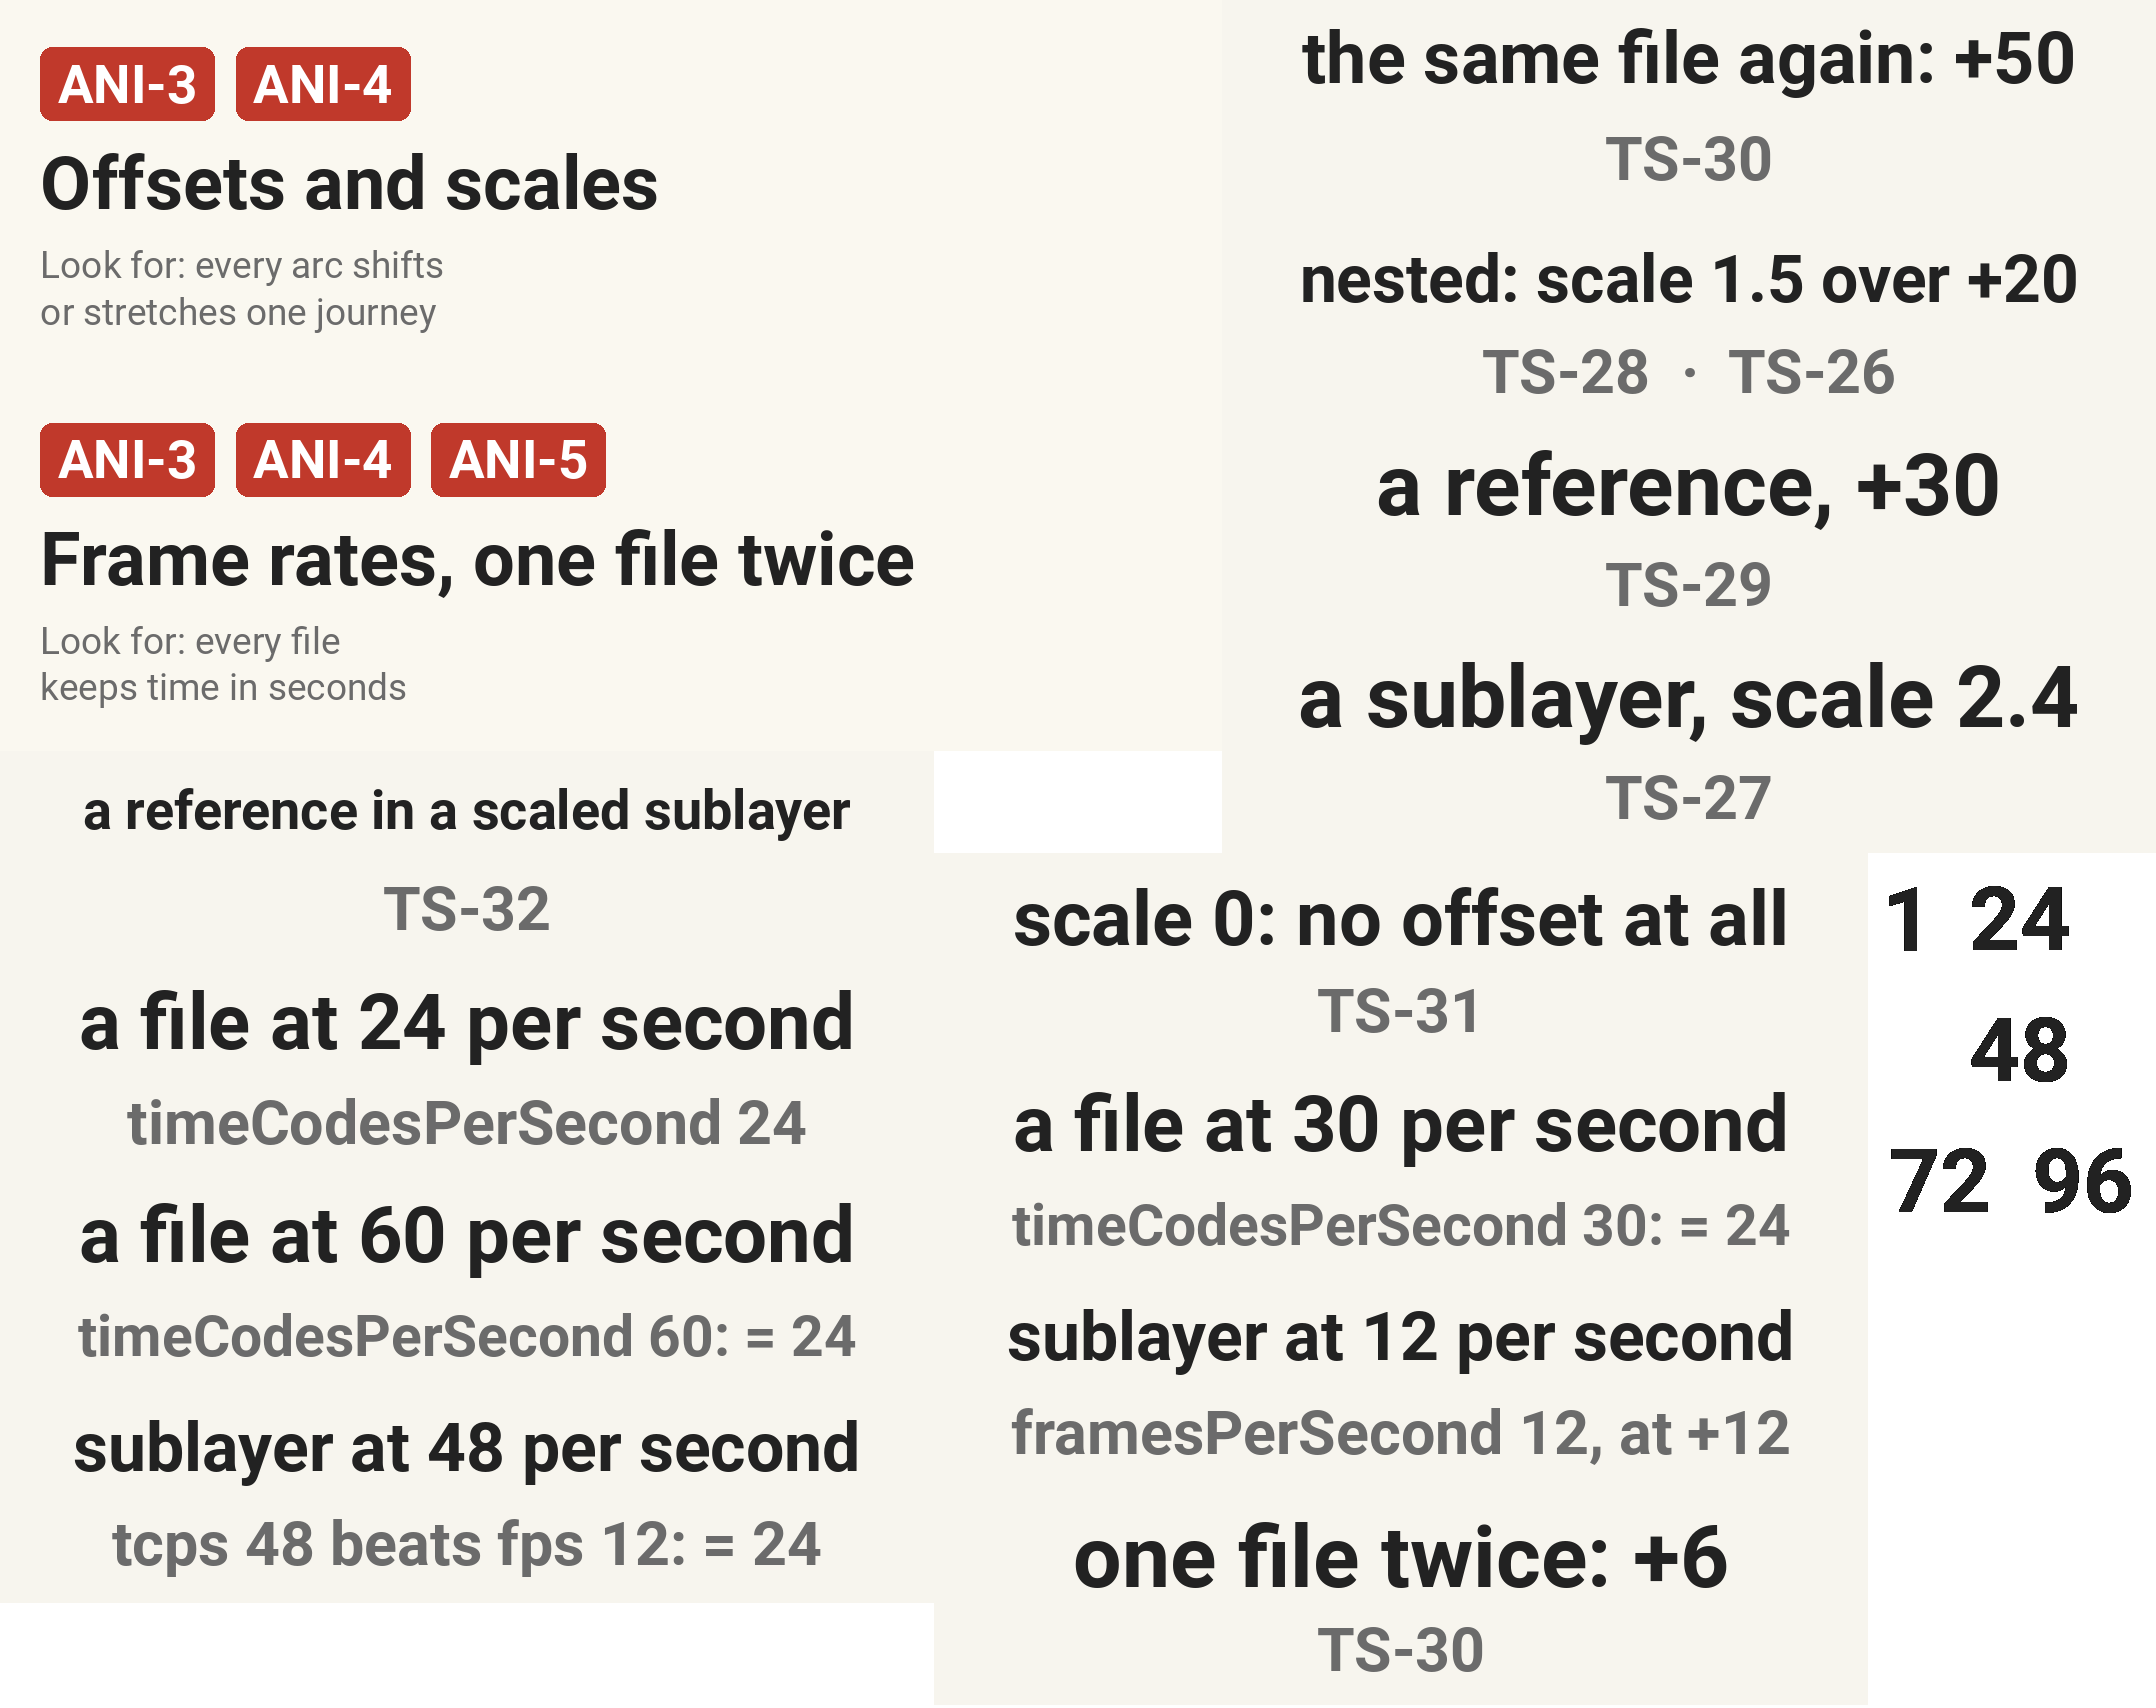 ANI-3 ANI-4
Offsets and scales
Look for: every arc shifts
or stretches one journey
ANI-3 ANI-4 ANI-5
Frame rates, one file twice
Look for: every file
keeps time in seconds
the same file again: +50
TS-30
nested: scale 1.5 over +20
TS-28 · TS-26
a reference, +30
TS-29
a sublayer, scale 2.4
TS-27
a reference in a scaled sublayer
TS-32
a file at 24 per second
timeCodesPerSecond 24
a file at 60 per second
timeCodesPerSecond 60: = 24
sublayer at 48 per second
tcps 48 beats fps 12: = 24
scale 0: no offset at all
TS-31
a file at 30 per second
timeCodesPerSecond 30: = 24
sublayer at 12 per second
framesPerSecond 12, at +12
one file twice: +6
TS-30
1 24
48
72 96